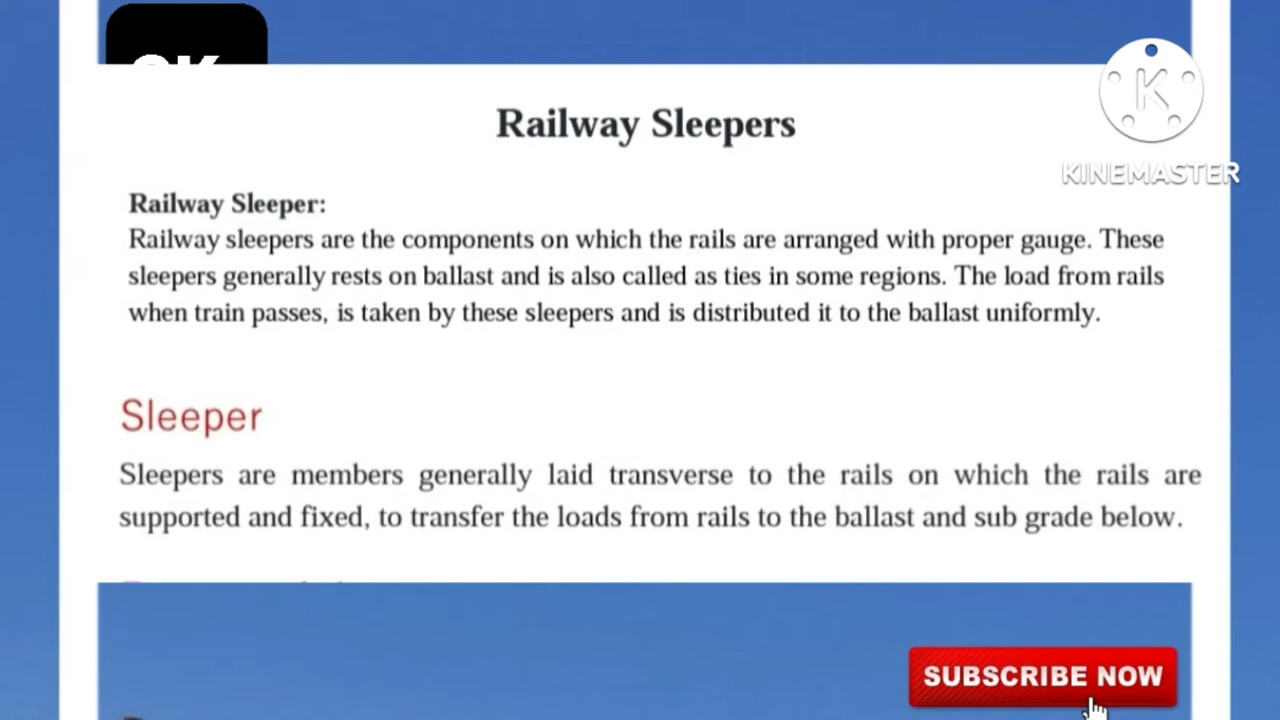 Railway Sleepers
KINEMASTER
Railway Sleeper:
Railway sleepers are the components on which the rails are arranged with proper gauge. These
sleepers generally rests on ballast and is also called as ties in some regions. The load from rails
when train passes, is taken by these sleepers and is distributed it to the ballast uniformly.
Sleeper
Sleepers are members generally laid transverse to the rails on which the rails are
supported and fixed, to transfer the loads from rails to the ballast and sub grade below.
SUBSCRIBE NOW